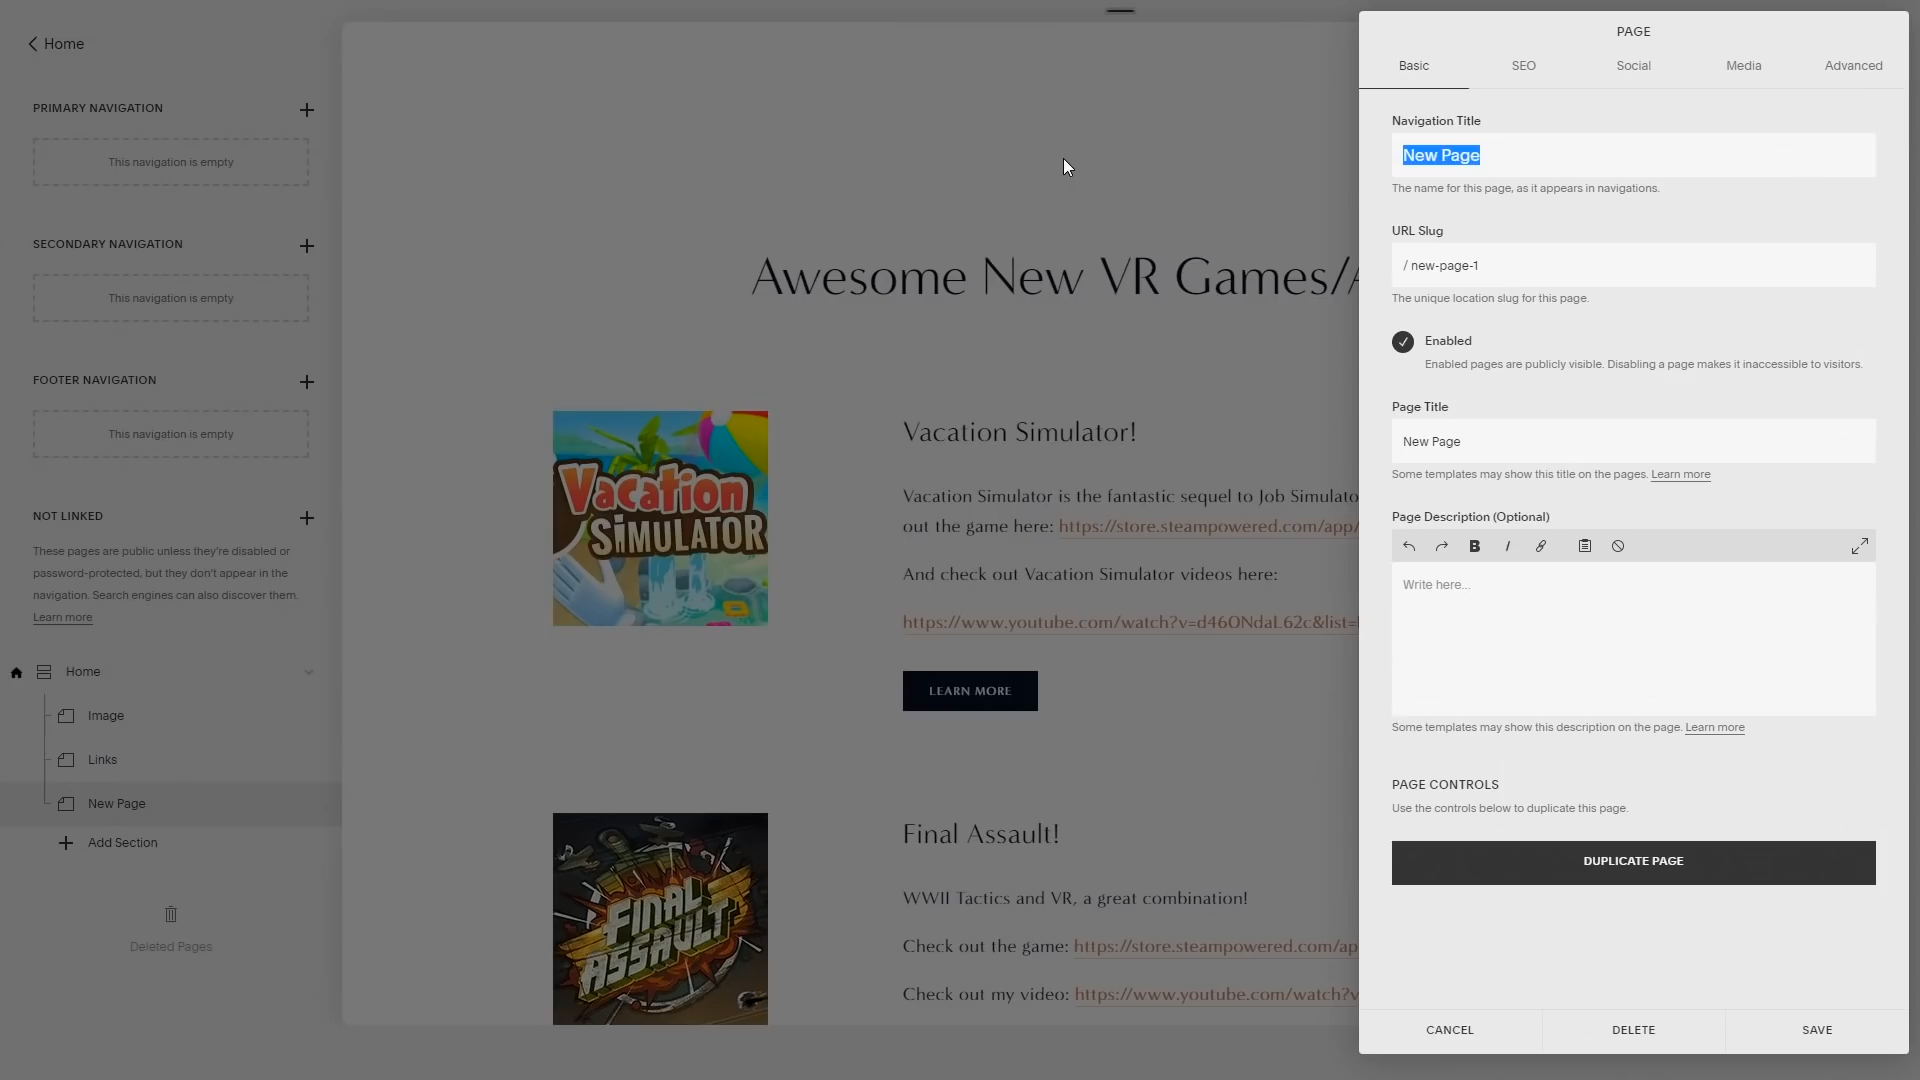 Home
PRIMARY NAVIGATION
This navigation is empty
SECONDARY NAVIGATION
This navigation is empty
FOOTER NAVIGATION
This navigation is empty
NOT LINKED
These pages are public unless they're disabled or
password-protected, but they don't appear in the
navigation. Search engines can also discover them.
Learn more
Home
Image
Links
New Page
Add Section
Deleted Pages
Awesome New VR Games/
Vacation
SIMULATOR
Vacation Simulator!
Vacation Simulator is the fantastic sequel to Job Simulato
out the game here: https://store.steampowered.com/app/
And check out Vacation Simulator videos here:
https://www.youtube.com/watch?v=d46ONdaL62c&list=
LEARN MORE
FINAL
ASSAULT
Final Assault!
WWII Tactics and VR, a great combination!
Check out the game: https://store.steampowered.com/ap
Check out my video: https://www.youtube.com/watch?v
PAGE
Basic
SEO
Social
Media
Advanced
Navigation Title
New Page
The name for this page, as it appears in navigations.
URL Slug
/ new-page-1
The unique location slug for this page.
Enabled
Enabled pages are publicly visible. Disabling a page makes it inaccessible to visitors.
Page Title
New Page
Some templates may show this title on the pages. Learn more
Page Description (Optional)
B I
Write here...
Some templates may show this description on the page. Learn more
PAGE CONTROLS
Use the controls below to duplicate this page.
DUPLICATE PAGE
CANCEL
DELETE
SAVE